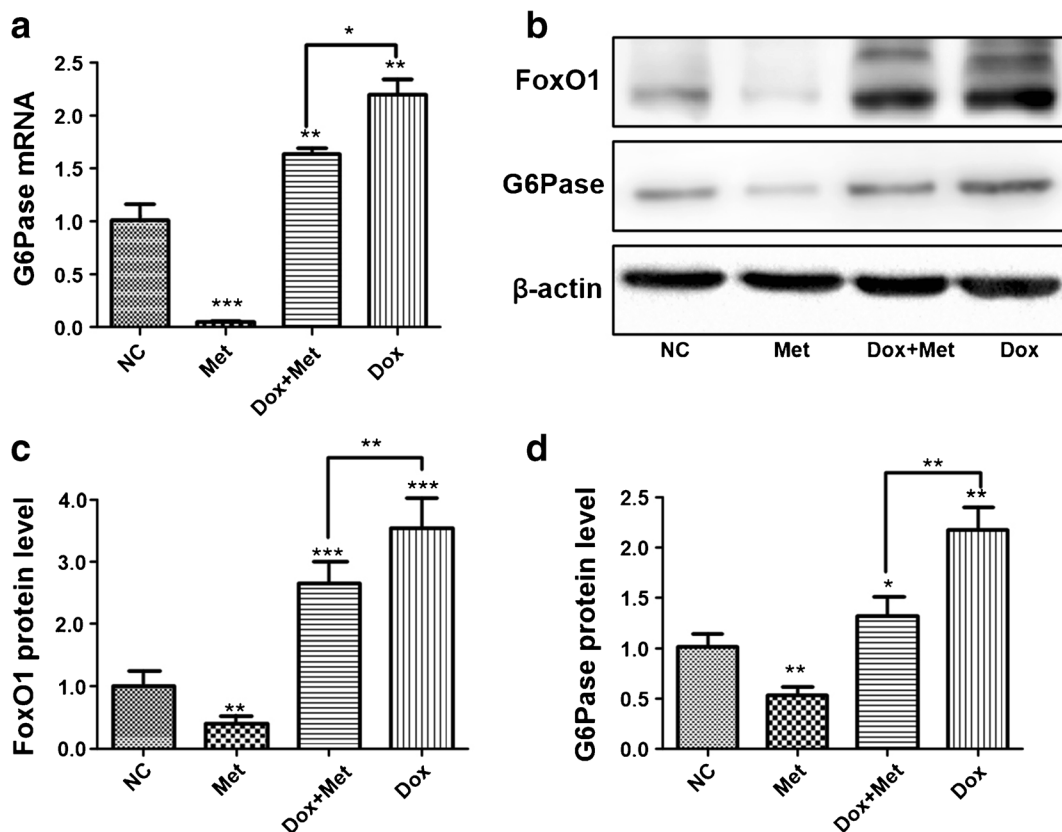 a
*
**
**
***
2.5
2.0
1.5
1.0
0.5
0.0
G6Pase mRNA
NC
Met
Dox+Met
Dox
b
FoxO1
G6Pase
β-actin
NC Met Dox+Met Dox
c
**
***
***
**
4.0
3.0
2.0
1.0
0.0
FoxO1 protein level
NC
Met
Dox+Met
Dox
d
**
**
*
**
2.5
2.0
1.5
1.0
0.5
0.0
G6Pase protein level
NC
Met
Dox+Met
Dox